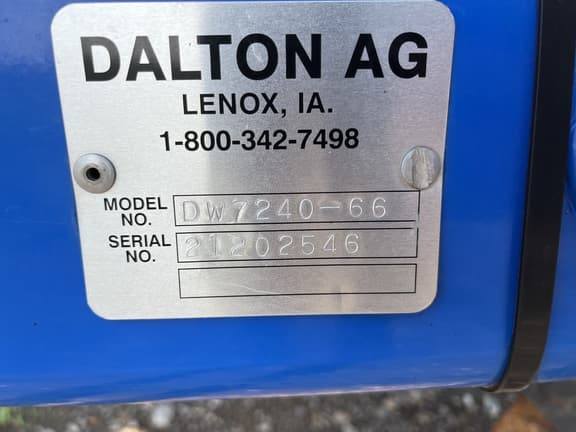 DALTON AG
LENOX, IA.
1-800-342-7498
MODEL NO. DW7240-66
SERIAL NO. 21202546